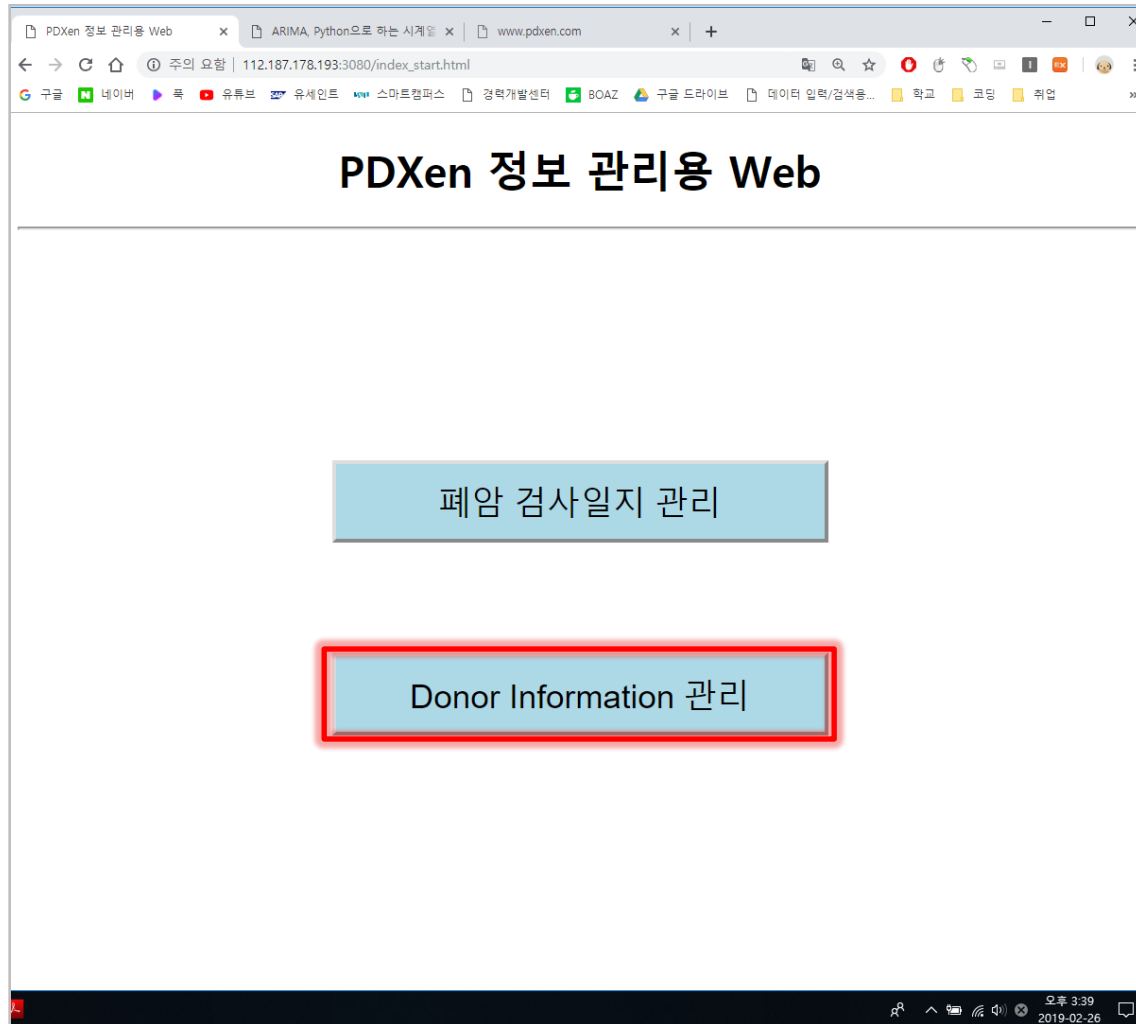 PDXen 정보 관리용 Web
ARIMA, Python으로 하는 시계열
www.pdxen.com
주의 요함 | 112.187.178.193:3080/index_start.html
구글 네이버 푹 유튜브 유세인트 스마트캠퍼스 경력개발센터 BOAZ 구글 드라이브 데이터 입력/검색용... 학교 코딩 취업 »
PDXen 정보 관리용 Web
폐암 검사일지 관리
Donor Information 관리
오후 3:39
2019-02-26